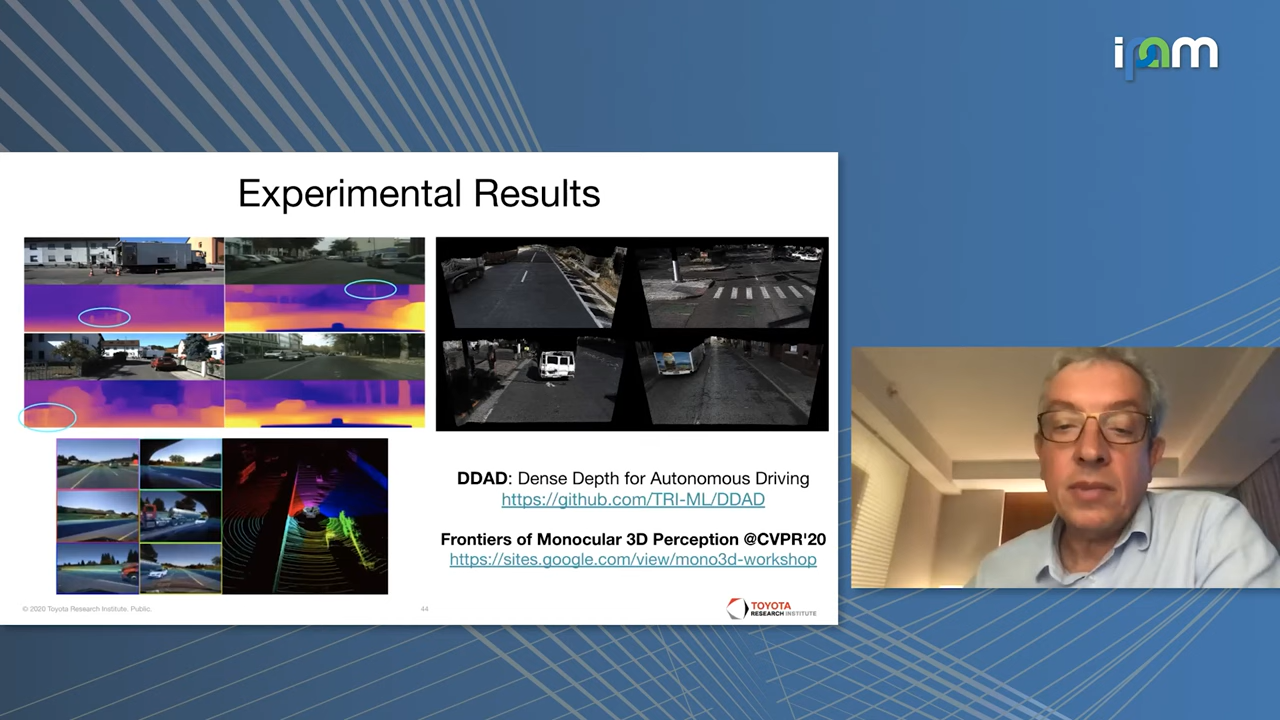 ipam
Experimental Results
DDAD: Dense Depth for Autonomous Driving
https://github.com/TRI-ML/DDAD
Frontiers of Monocular 3D Perception @CVPR'20
https://sites.google.com/view/mono3d-workshop
© 2020 Toyota Research Institute. Public.
44
TOYOTA
RESEARCH INSTITUTE